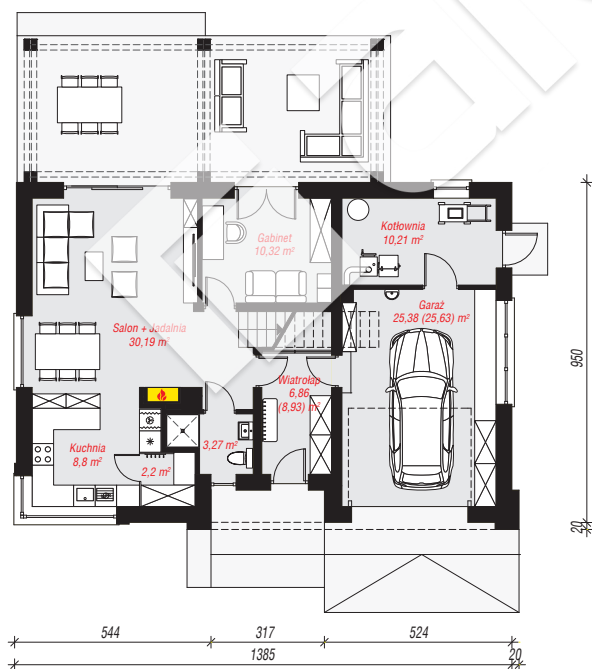 Kotłownia
10,21 m²
Gabinet
10,32 m²
Garaż
25,38 (25,63) m²
Salon + Jadalnia
30,19 m²
Wiatrołap
6,86
(8,93) m²
3,27 m²
Kuchnia
8,8 m²
2,2 m²
950
20
544
317
524
1385
20